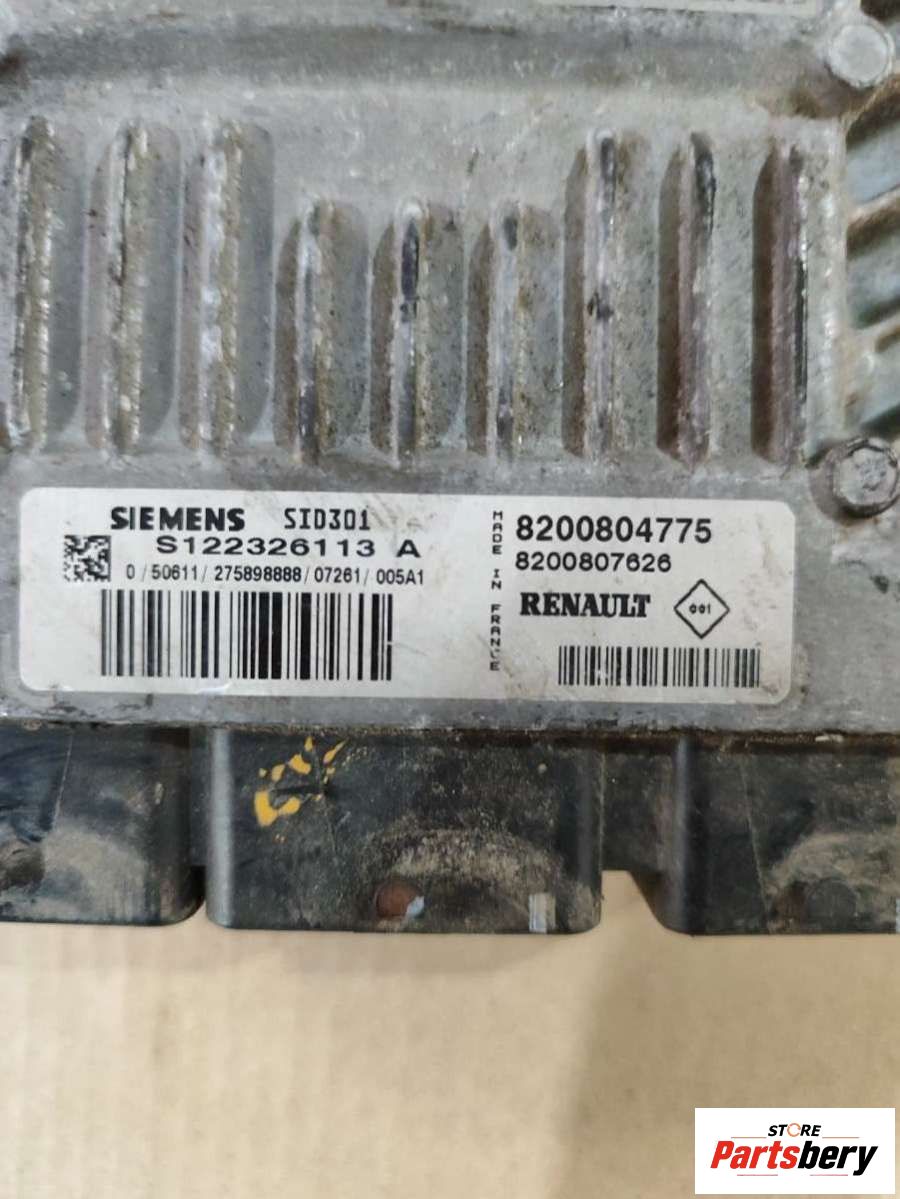 SIEMENS SID301
S122326113 A
0 / 50611 / 275898888 / 07261 / 005A1
MADE IN FRANCE
8200804775
8200807626
RENAULT 001
STORE
Partsbery